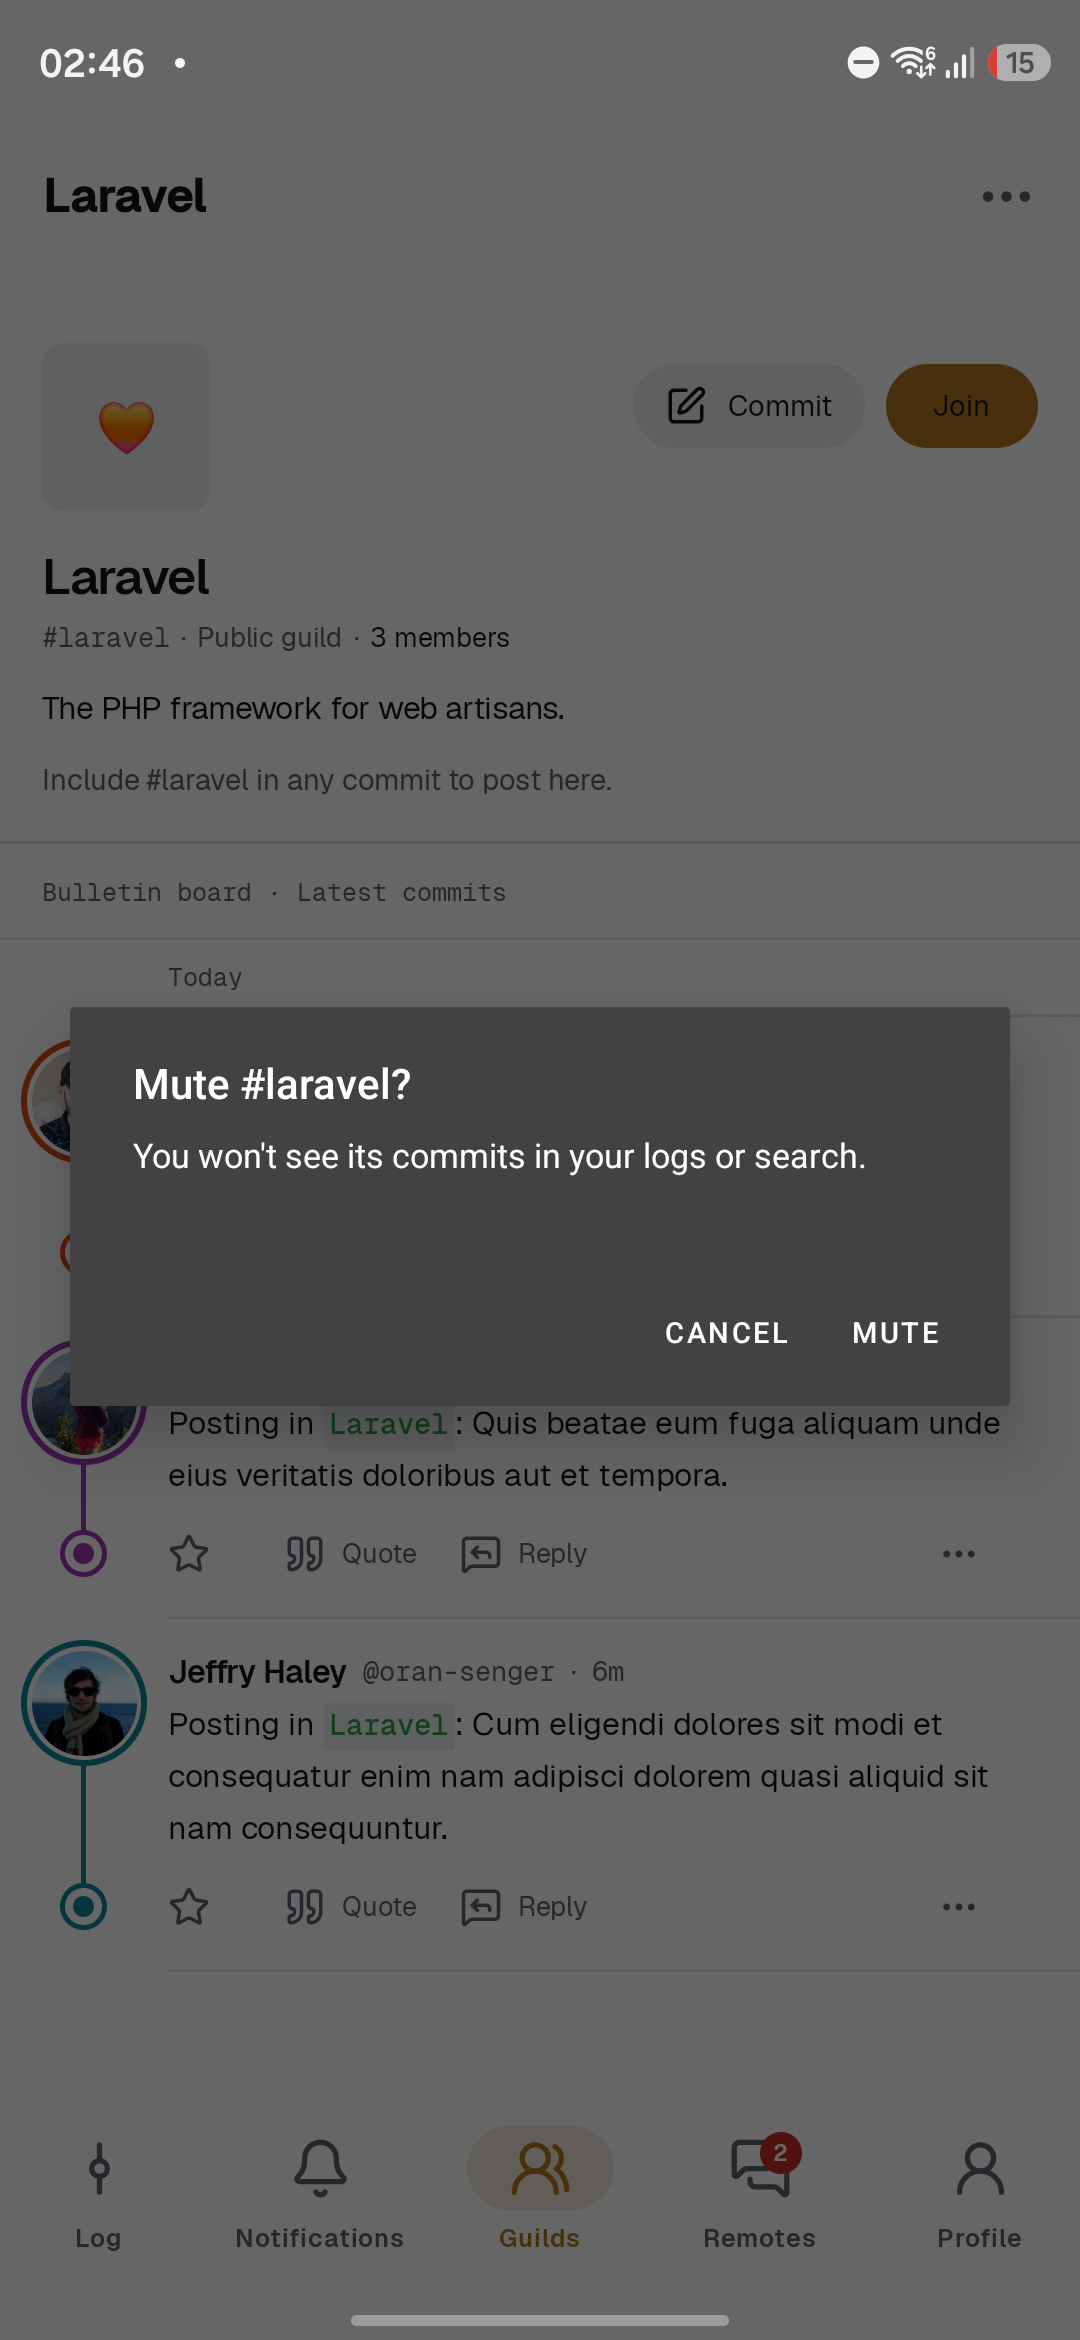 02:46
6
15
Laravel
Commit
Join
Laravel
#laravel · Public guild · 3 members
The PHP framework for web artisans.
Include #laravel in any commit to post here.
Bulletin board · Latest commits
Today
Mute #laravel?
You won't see its commits in your logs or search.
CANCEL MUTE
Posting in Laravel: Quis beatae eum fuga aliquam unde
eius veritatis doloribus aut et tempora.
Quote Reply
Jeffry Haley @oran-senger · 6m
Posting in Laravel: Cum eligendi dolores sit modi et
consequatur enim nam adipisci dolorem quasi aliquid sit
nam consequuntur.
Quote Reply
2
Log Notifications Guilds Remotes Profile